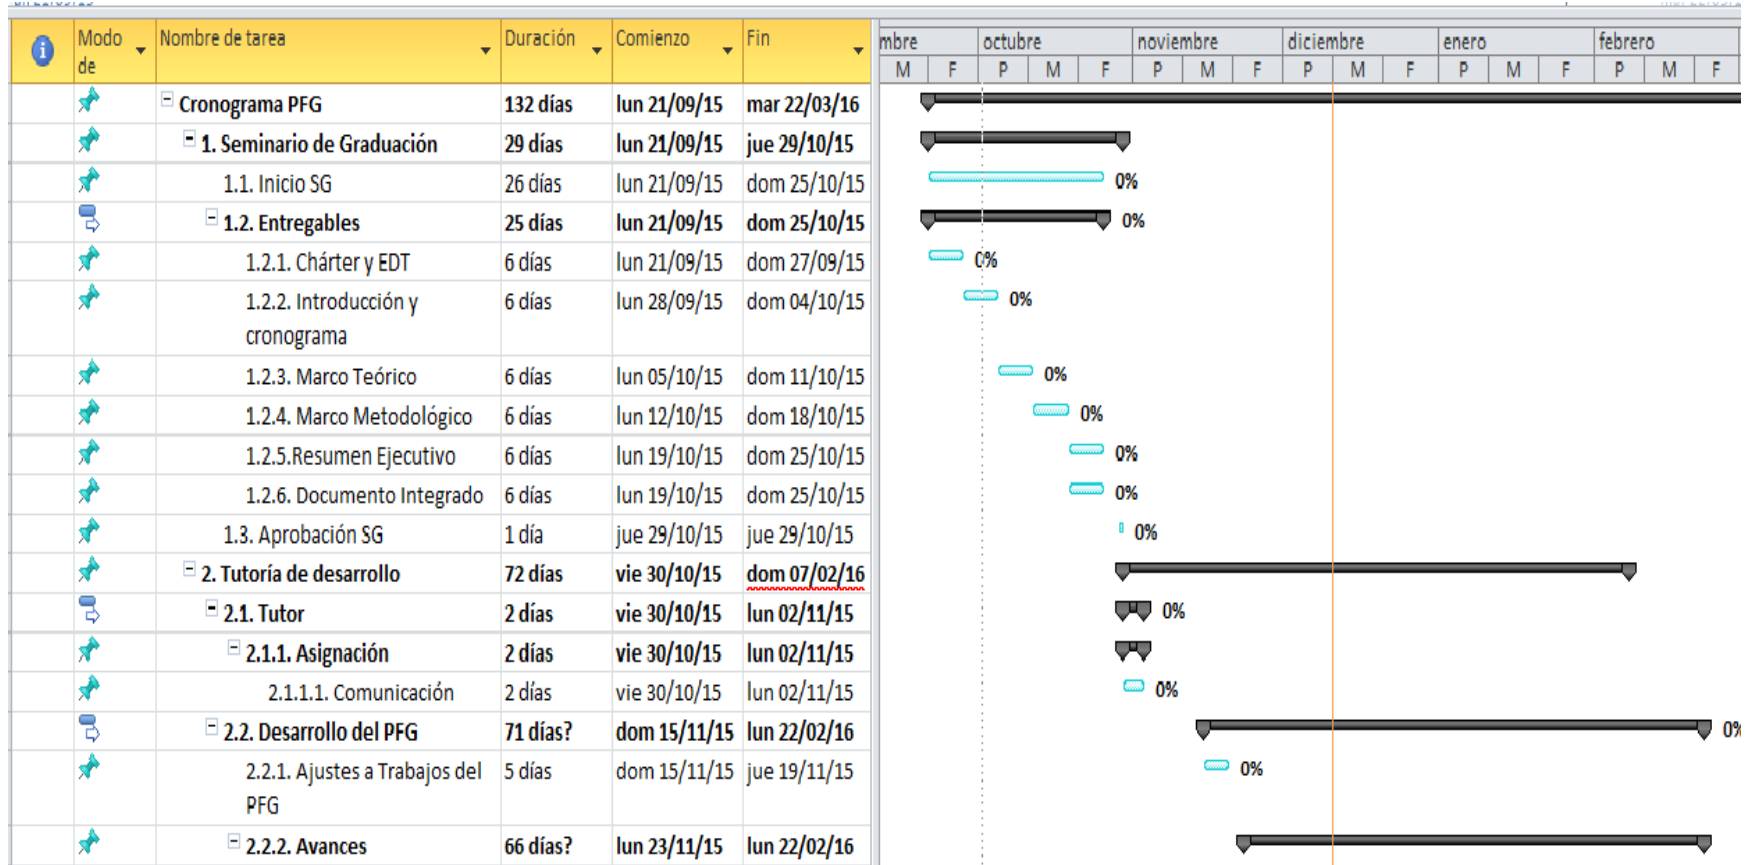 Modo de
Nombre de tarea
Duración
Comienzo
Fin
mbre
octubre
noviembre
diciembre
enero
febrero
M F P M F P M F P M F P M F P M F
Cronograma PFG 132 días lun 21/09/15 mar 22/03/16
1. Seminario de Graduación 29 días lun 21/09/15 jue 29/10/15
1.1. Inicio SG 26 días lun 21/09/15 dom 25/10/15 0%
1.2. Entregables 25 días lun 21/09/15 dom 25/10/15 0%
1.2.1. Chárter y EDT 6 días lun 21/09/15 dom 27/09/15 0%
1.2.2. Introducción y 6 días lun 28/09/15 dom 04/10/15 0%
cronograma
1.2.3. Marco Teórico 6 días lun 05/10/15 dom 11/10/15 0%
1.2.4. Marco Metodológico 6 días lun 12/10/15 dom 18/10/15 0%
1.2.5.Resumen Ejecutivo 6 días lun 19/10/15 dom 25/10/15 0%
1.2.6. Documento Integrado 6 días lun 19/10/15 dom 25/10/15 0%
1.3. Aprobación SG 1 día jue 29/10/15 jue 29/10/15 0%
2. Tutoría de desarrollo 72 días vie 30/10/15 dom 07/02/16
2.1. Tutor 2 días vie 30/10/15 lun 02/11/15 0%
2.1.1. Asignación 2 días vie 30/10/15 lun 02/11/15
2.1.1.1. Comunicación 2 días vie 30/10/15 lun 02/11/15 0%
2.2. Desarrollo del PFG 71 días? dom 15/11/15 lun 22/02/16 0%
2.2.1. Ajustes a Trabajos del 5 días dom 15/11/15 jue 19/11/15 0%
PFG
2.2.2. Avances 66 días? lun 23/11/15 lun 22/02/16